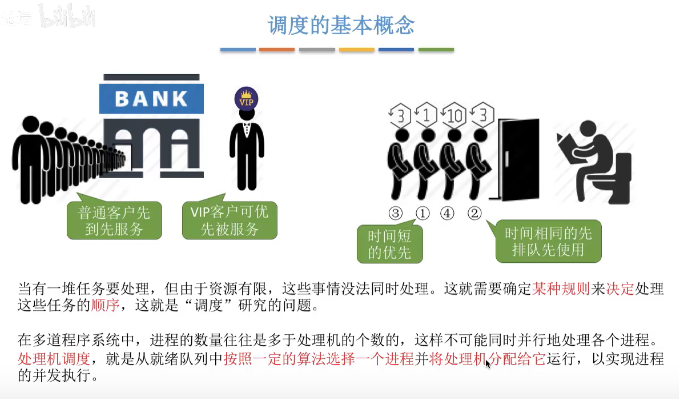 bilibili
调度的基本概念
BANK
VIP
3 1 10 3
③ ① ④ ②
普通客户先
到先服务
VIP客户可优
先被服务
时间短
的优先
时间相同的先
排队先使用
当有一堆任务要处理，但由于资源有限，这些事情没法同时处理。这就需要确定某种规则来决定处理
这些任务的顺序，这就是“调度”研究的问题。
在多道程序系统中，进程的数量往往是多于处理机的个数的，这样不可能同时并行地处理各个进程。
处理机调度，就是从就绪队列中按照一定的算法选择一个进程并将处理机分配给它运行，以实现进程
的并发执行。